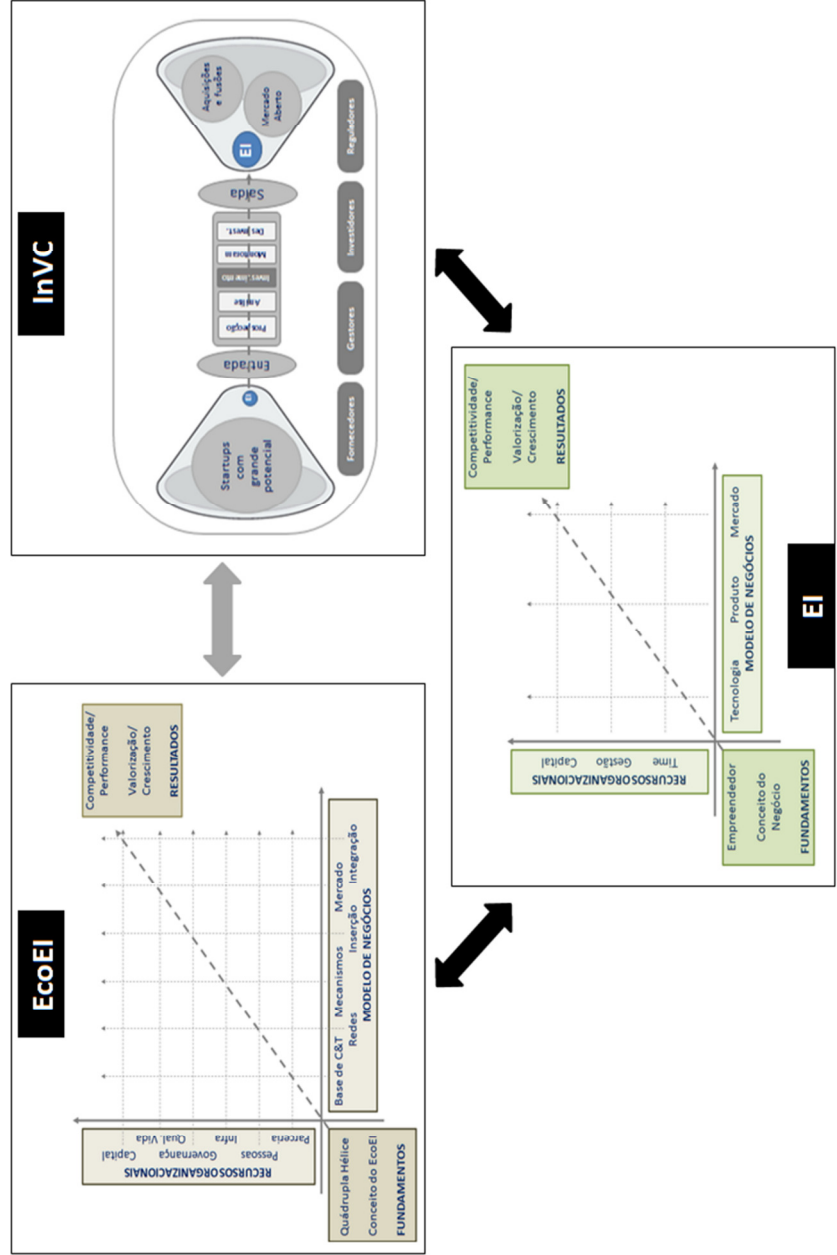 EcoEI
Competitividade/
Performance
Valorização/
Crescimento
RESULTADOS
RECURSOS ORGANIZACIONAIS
Pessoas Governança Capital
Parceria Infra Qual. Vida
Base de C&T Mecanismos Mercado
Redes Inserção Integração
MODELO DE NEGÓCIOS
Quádrupla Hélice
Conceito do EcoEI
FUNDAMENTOS
InVC
Startups
com
grande
potencial
EI
Entrada
Prospecção
Análise
Investimento
Monitoram
Desinvest.
Saída
EI
Aquisições
e fusões
Mercado
Aberto
Fornecedores
Gestores
Investidores
Reguladores
Competitividade/
Performance
Valorização/
Crescimento
RESULTADOS
RECURSOS ORGANIZACIONAIS
Time Gestão Capital
Tecnologia Produto Mercado
MODELO DE NEGÓCIOS
Empreendedor
Conceito do
Negócio
FUNDAMENTOS
EI